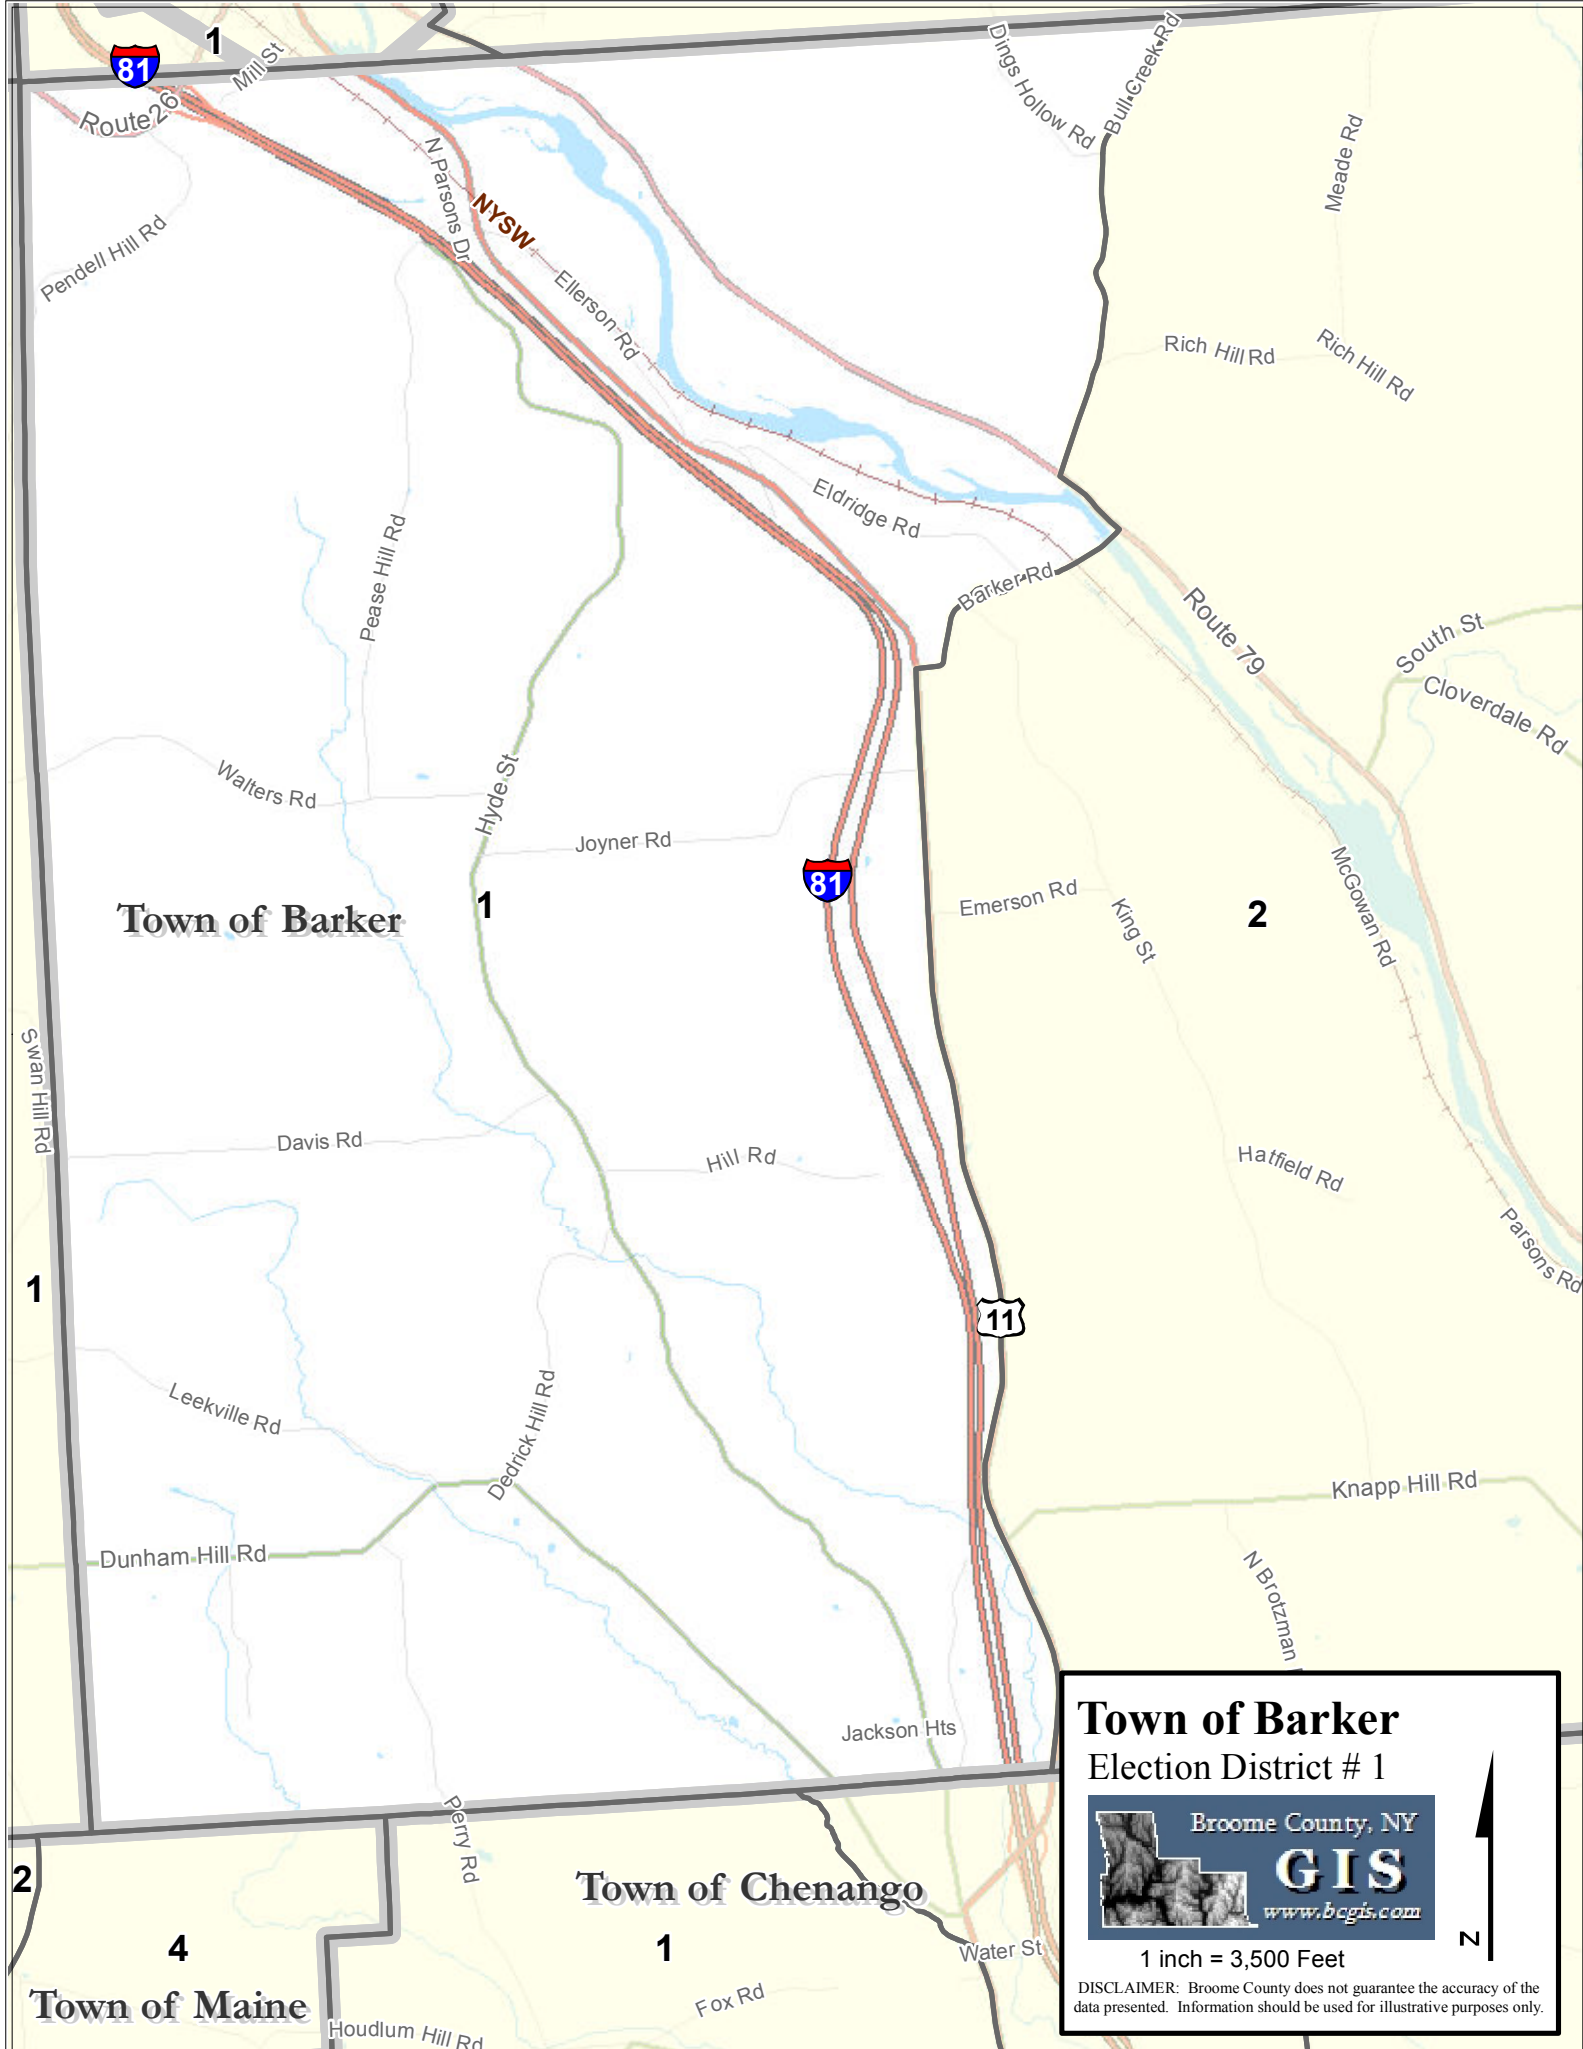 1
81
Mill St
Route 26
Dings Hollow Rd
Bull Creek Rd
Meade Rd
N Parsons Dr
NYSW
Pendell Hill Rd
Ellerson Rd
Rich Hill Rd
Rich Hill Rd
Eldridge Rd
Pease Hill Rd
Barker Rd
Route 79
South St
Cloverdale Rd
Walters Rd
Hyde St
Joyner Rd
81
Town of Barker
1
Emerson Rd
King St
2
McGowan Rd
Swan Hill Rd
Davis Rd
Hill Rd
Hatfield Rd
Parsons Rd
1
11
Leekville Rd
Dedrick Hill Rd
Knapp Hill Rd
Dunham Hill Rd
N Brotzman
Jackson Hts
Perry Rd
2
Town of Chenango
4
1
Water St
Town of Maine
Fox Rd
Houdlum Hill Rd
Town of Barker
Election District # 1
Broome County, NY
GIS
www.bcgis.com
N
1 inch = 3,500 Feet
DISCLAIMER: Broome County does not guarantee the accuracy of the
data presented. Information should be used for illustrative purposes only.